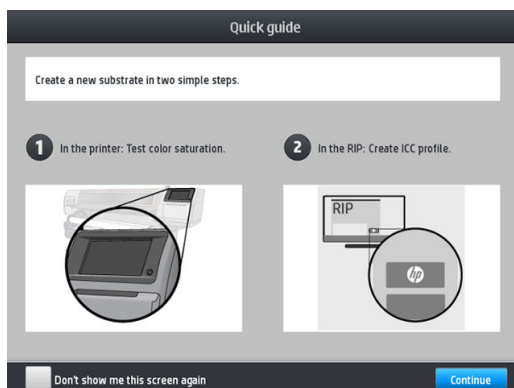 Quick guide
Create a new substrate in two simple steps.
1 In the printer: Test color saturation.
2 In the RIP: Create ICC profile.
RIP
hp
Don't show me this screen again
Continue